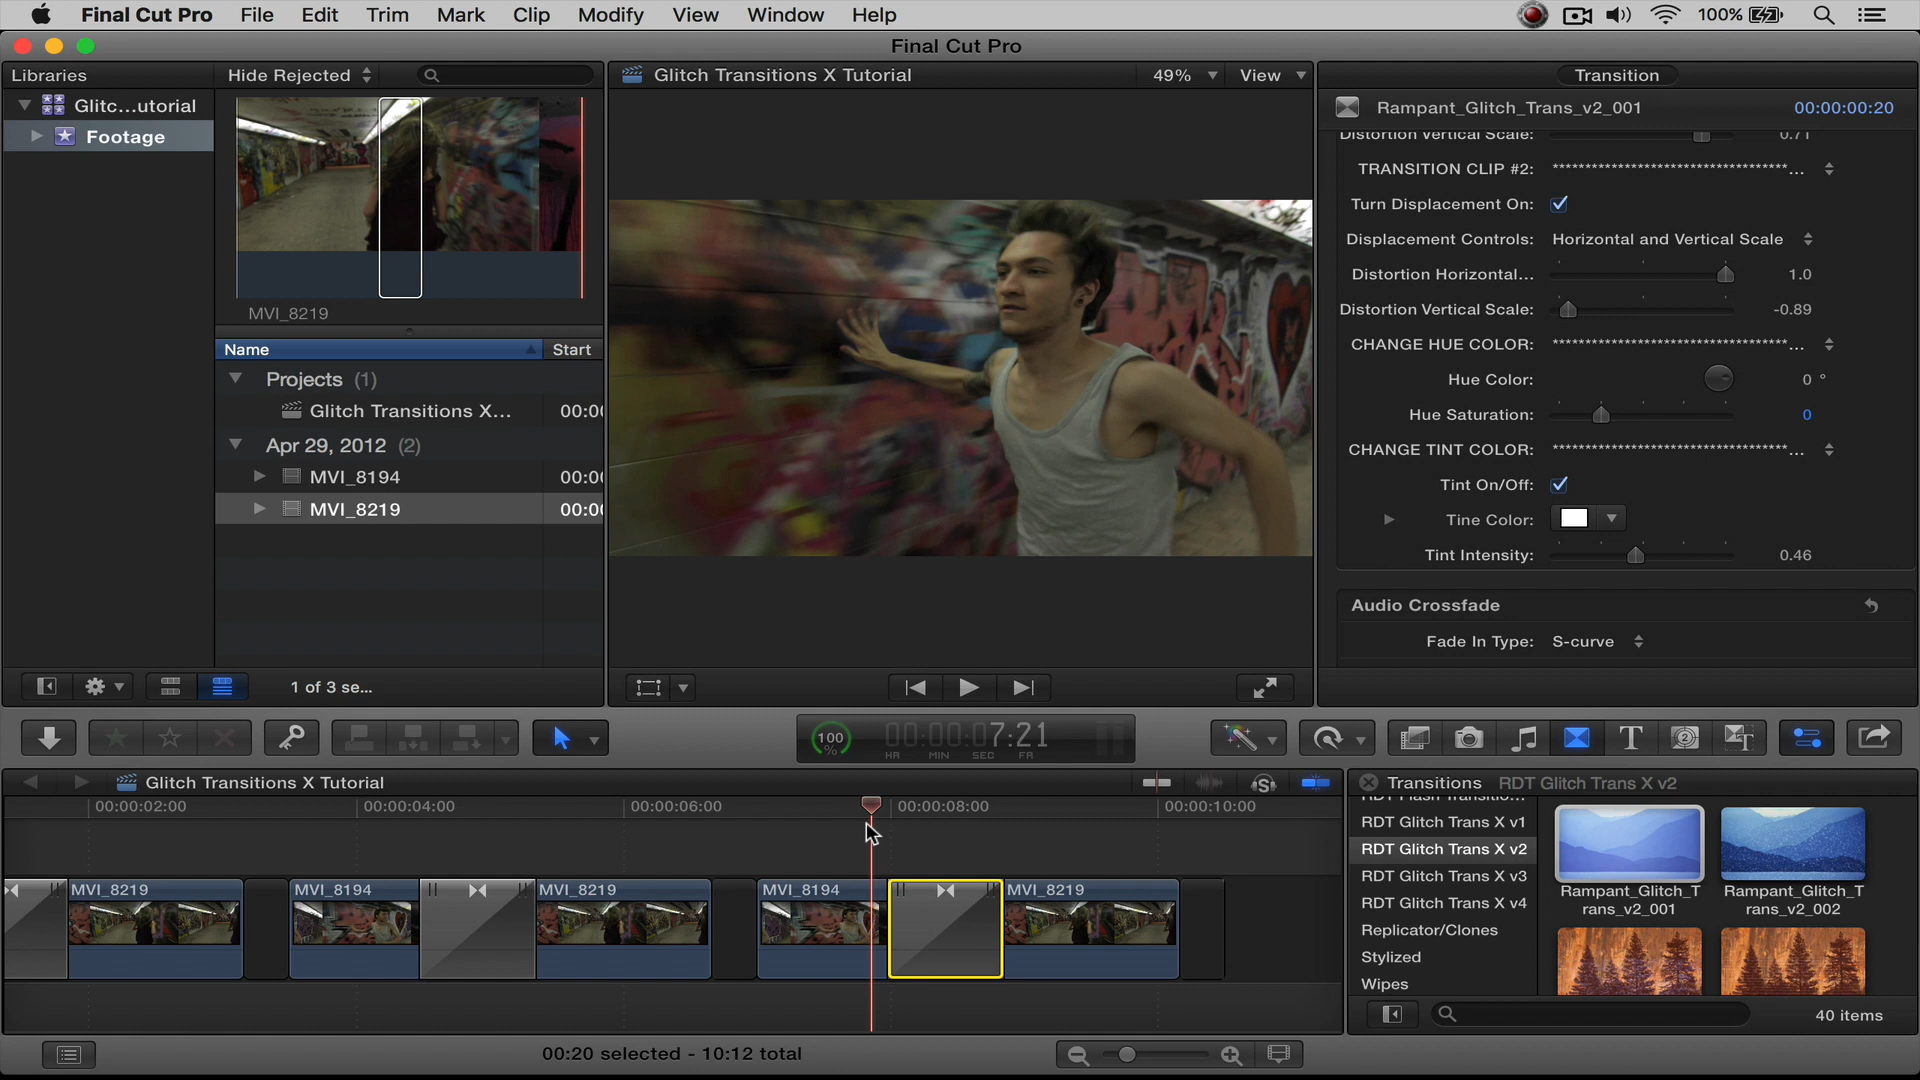 Final Cut Pro File Edit Trim Mark Clip Modify View Window Help 100%
Final Cut Pro
Libraries
Hide Rejected
Glitch Transitions X Tutorial 49% View
Transition
Glitc...utorial
Footage
MVI_8219
Name Start
Projects (1)
Glitch Transitions X... 00:00
Apr 29, 2012 (2)
MVI_8194 00:00
MVI_8219 00:00
1 of 3 se...
Rampant_Glitch_Trans_v2_001 00:00:00:20
Distortion Vertical Scale: 0.71
TRANSITION CLIP #2: ************************************...
Turn Displacement On:
Displacement Controls: Horizontal and Vertical Scale
Distortion Horizontal... 1.0
Distortion Vertical Scale: -0.89
CHANGE HUE COLOR: ************************************...
Hue Color: 0 °
Hue Saturation: 0
CHANGE TINT COLOR: ************************************...
Tint On/Off:
Tine Color:
Tint Intensity: 0.46
Audio Crossfade
Fade In Type: S-curve
100 % 00:00:07:21
HR MIN SEC FR
Glitch Transitions X Tutorial
00:00:02:00 00:00:04:00 00:00:06:00 00:00:08:00 00:00:10:00
MVI_8219 MVI_8194 MVI_8219 MVI_8194 MVI_8219
00:20 selected - 10:12 total
Transitions RDT Glitch Trans X v2
RDT Glitch Trans X v1
RDT Glitch Trans X v2
RDT Glitch Trans X v3
RDT Glitch Trans X v4
Replicator/Clones
Stylized
Wipes
Rampant_Glitch_T
rans_v2_001
Rampant_Glitch_T
rans_v2_002
40 items